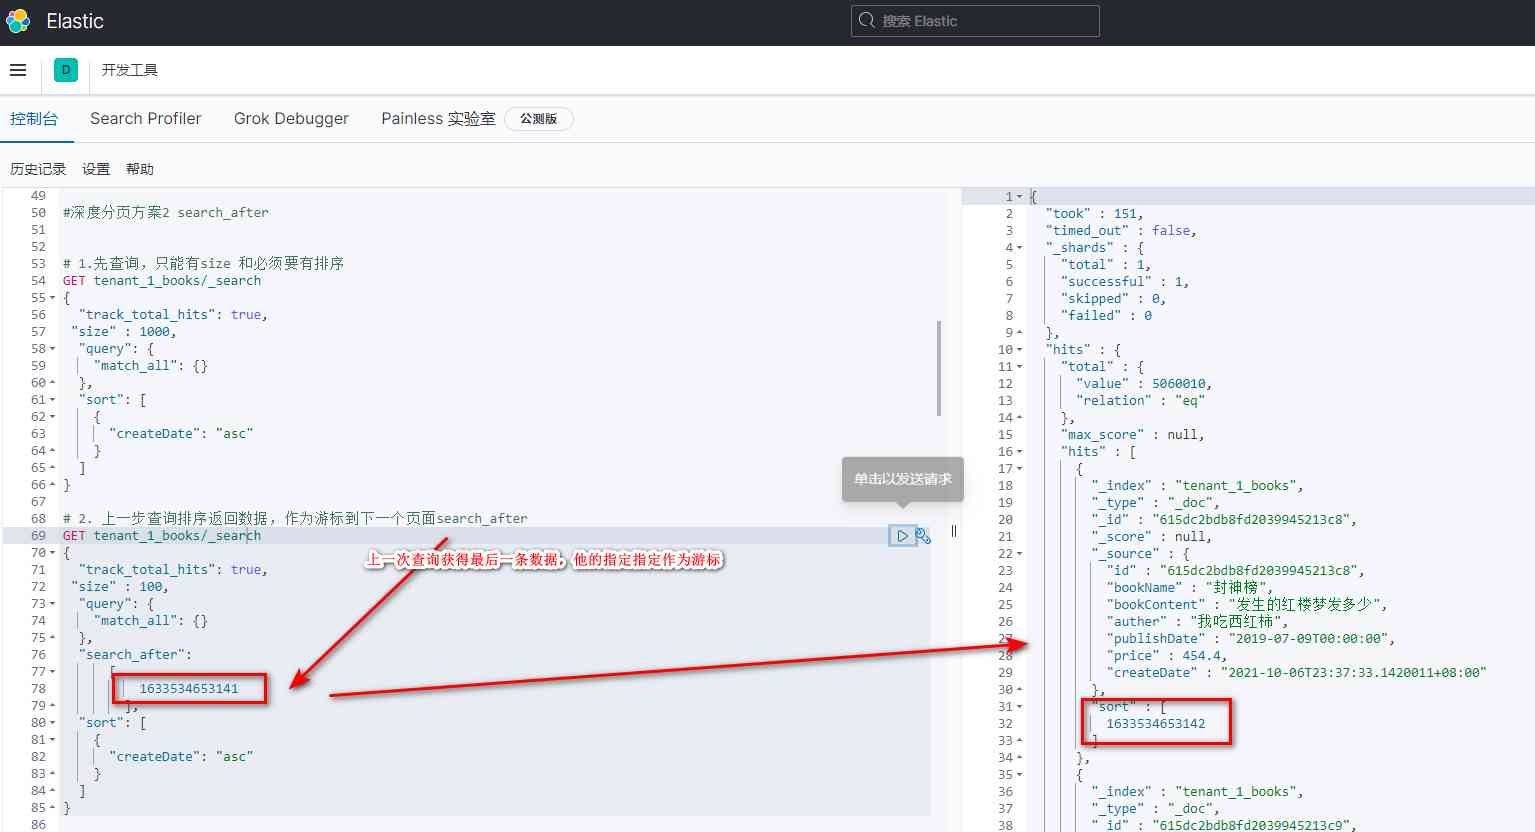 Elastic
搜索 Elastic
D
开发工具
控制台 Search Profiler Grok Debugger Painless 实验室 公测版
历史记录 设置 帮助
49
50 #深度分页方案2 search_after
51
52
53 # 1.先查询，只能有size 和必须要有排序
54 GET tenant_1_books/_search
55 {
56 "track_total_hits": true,
57 "size" : 1000,
58 "query": {
59 "match_all": {}
60 },
61 "sort": [
62 {
63 "createDate": "asc"
64 }
65 ]
66 }
67
68 # 2. 上一步查询排序返回数据，作为游标到下一个页面search_after
69 GET tenant_1_books/_search
70 {
71 "track_total_hits": true,
72 "size" : 100,
73 "query": {
74 "match_all": {}
75 },
76 "search_after":
77 [
78 1633534653141
79 ],
80 "sort": [
81 {
82 "createDate": "asc"
83 }
84 ]
85 }
86
单击以发送请求
上一次查询获得最后一条数据，他的指定指定作为游标
1 {
2 "took" : 151,
3 "timed_out" : false,
4 "_shards" : {
5 "total" : 1,
6 "successful" : 1,
7 "skipped" : 0,
8 "failed" : 0
9 },
10 "hits" : {
11 "total" : {
12 "value" : 5060010,
13 "relation" : "eq"
14 },
15 "max_score" : null,
16 "hits" : [
17 {
18 "_index" : "tenant_1_books",
19 "_type" : "_doc",
20 "_id" : "615dc2bdb8fd2039945213c8",
21 "_score" : null,
22 "_source" : {
23 "id" : "615dc2bdb8fd2039945213c8",
24 "bookName" : "封神榜",
25 "bookContent" : "发生的红楼梦发多少",
26 "auther" : "我吃西红柿",
27 "publishDate" : "2019-07-09T00:00:00",
28 "price" : 454.4,
29 "createDate" : "2021-10-06T23:37:33.1420011+08:00"
30 },
31 "sort" : [
32 1633534653142
33 ]
34 },
35 {
36 "_index" : "tenant_1_books",
37 "_type" : "_doc",
38 "_id" : "615dc2bdb8fd2039945213c9",